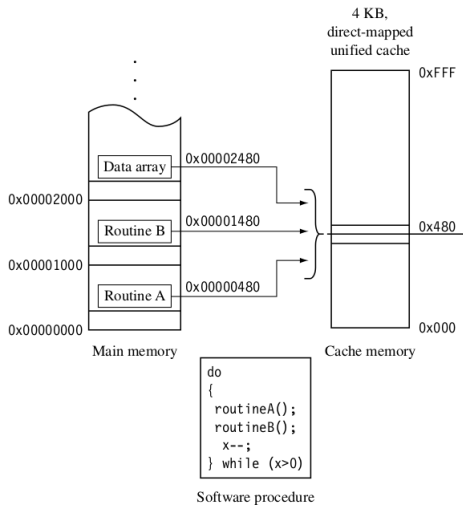 4 KB,
direct-mapped
unified cache
0xFFF
Data array
0x00002480
0x00002000
Routine B
0x00001480
0x480
0x00001000
Routine A
0x00000480
0x00000000
0x000
Main memory
Cache memory
do
{
routineA();
routineB();
x--;
} while (x>0)
Software procedure